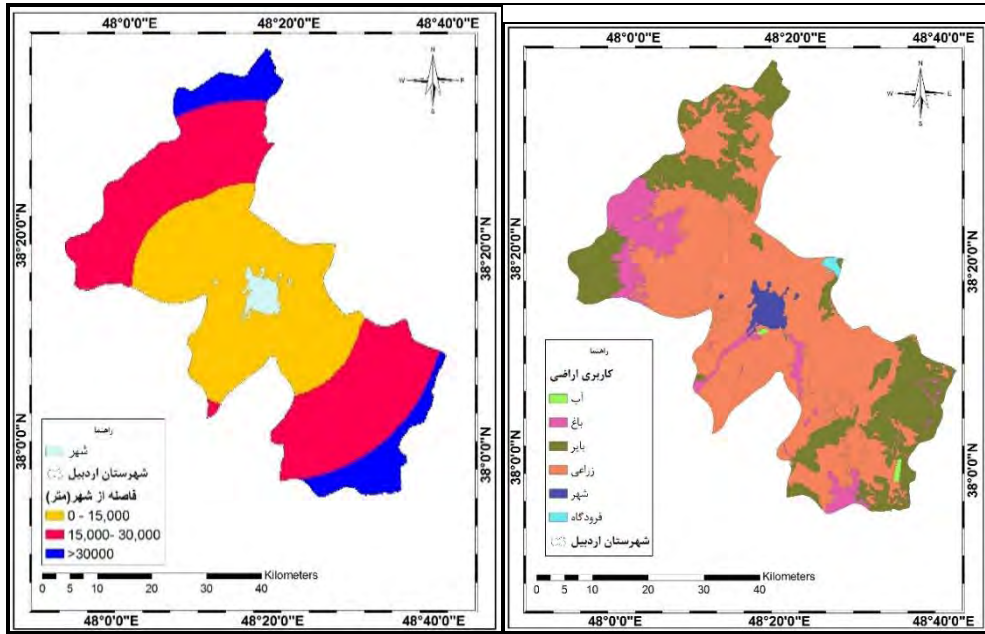 48°0'0"E 48°20'0"E 48°40'0"E
N
W E
S
38°20'0"N 38°20'0"N
38°0'0"N 38°0'0"N
راهنما
شهر
شهرستان اردبیل
فاصله از شهر(متر)
0 - 15,000
15,000- 30,000
>30000
Kilometers
0 5 10 20 30 40
48°0'0"E 48°20'0"E 48°40'0"E
48°0'0"E 48°20'0"E 48°40'0"E
N
W E
S
38°20'0"N 38°20'0"N
38°0'0"N 38°0'0"N
راهنما
کاربری اراضی
آب
باغ
بایر
زراعی
شهر
فرودگاه
شهرستان اردبیل
Kilometers
0 5 10 20 30 40
48°0'0"E 48°20'0"E 48°40'0"E